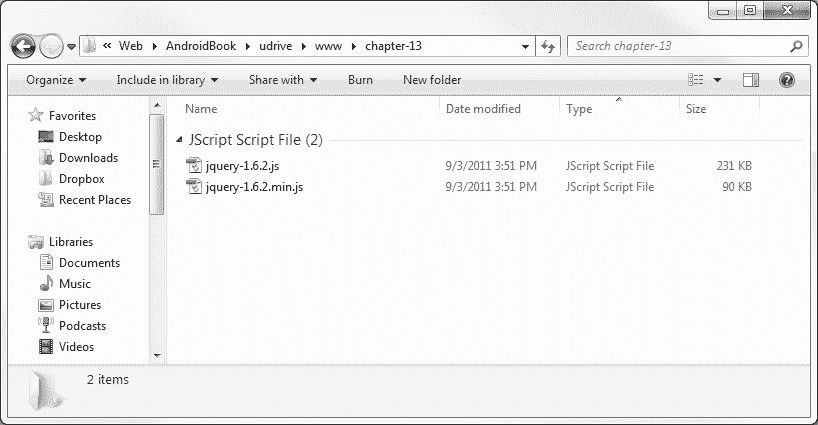 « Web AndroidBook udrive www chapter-13 Search chapter-13
Organize Include in library Share with Burn New folder
Name Date modified Type Size
Favorites
Desktop
Downloads
Dropbox
Recent Places
Libraries
Documents
Music
Pictures
Podcasts
Videos
JScript Script File (2)
jquery-1.6.2.js 9/3/2011 3:51 PM JScript Script File 231 KB
jquery-1.6.2.min.js 9/3/2011 3:51 PM JScript Script File 90 KB
2 items